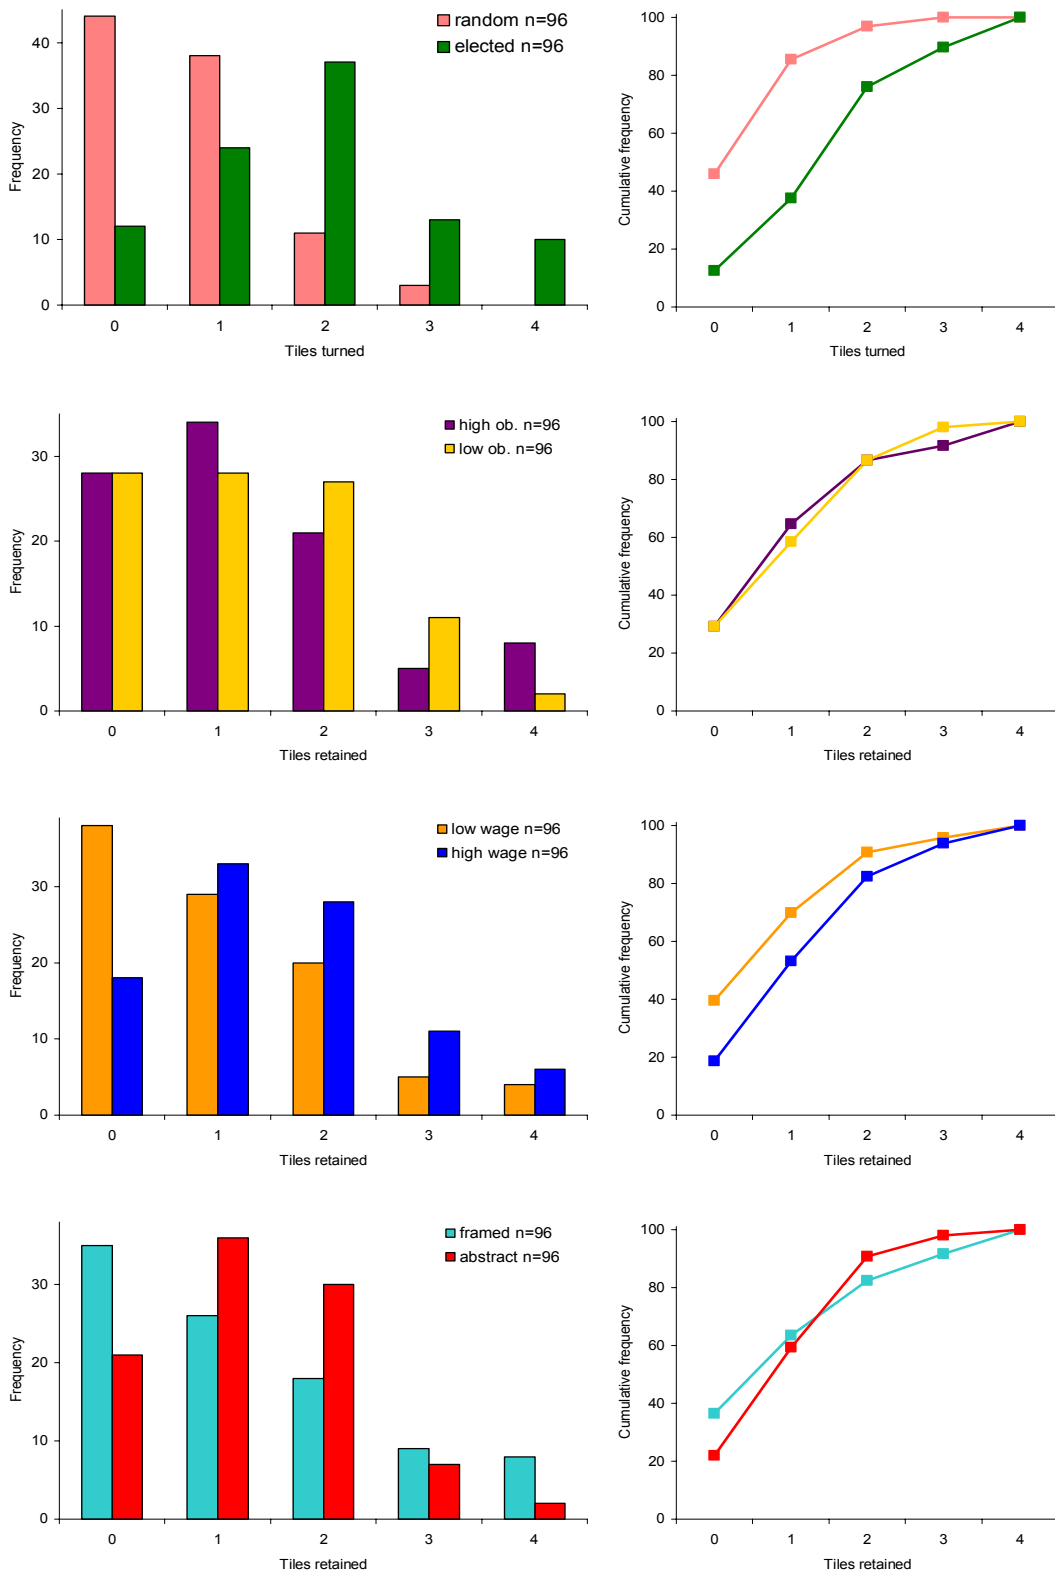 random n=96
elected n=96
Frequency
40
30
20
10
0
0 1 2 3 4
Tiles turned
Cumulative frequency
100
80
60
40
20
0
0 1 2 3 4
Tiles turned
high ob. n=96
low ob. n=96
Frequency
30
20
10
0
0 1 2 3 4
Tiles retained
Cumulative frequency
100
80
60
40
20
0
0 1 2 3 4
Tiles retained
low wage n=96
high wage n=96
Frequency
30
20
10
0
0 1 2 3 4
Tiles retained
Cumulative frequency
100
80
60
40
20
0
0 1 2 3 4
Tiles retained
framed n=96
abstract n=96
Frequency
30
20
10
0
0 1 2 3 4
Tiles retained
Cumulative frequency
100
80
60
40
20
0
0 1 2 3 4
Tiles retained